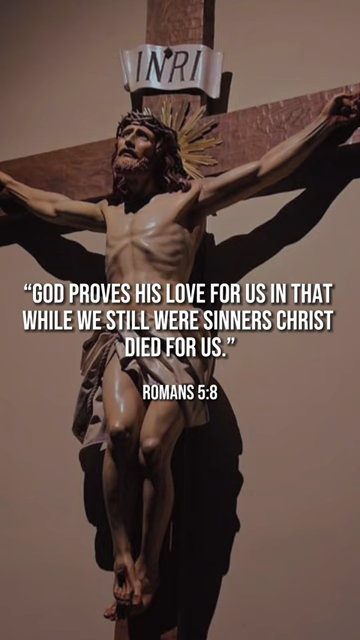 INRI
“GOD PROVES HIS LOVE FOR US IN THAT
WHILE WE STILL WERE SINNERS CHRIST
DIED FOR US.”
ROMANS 5:8